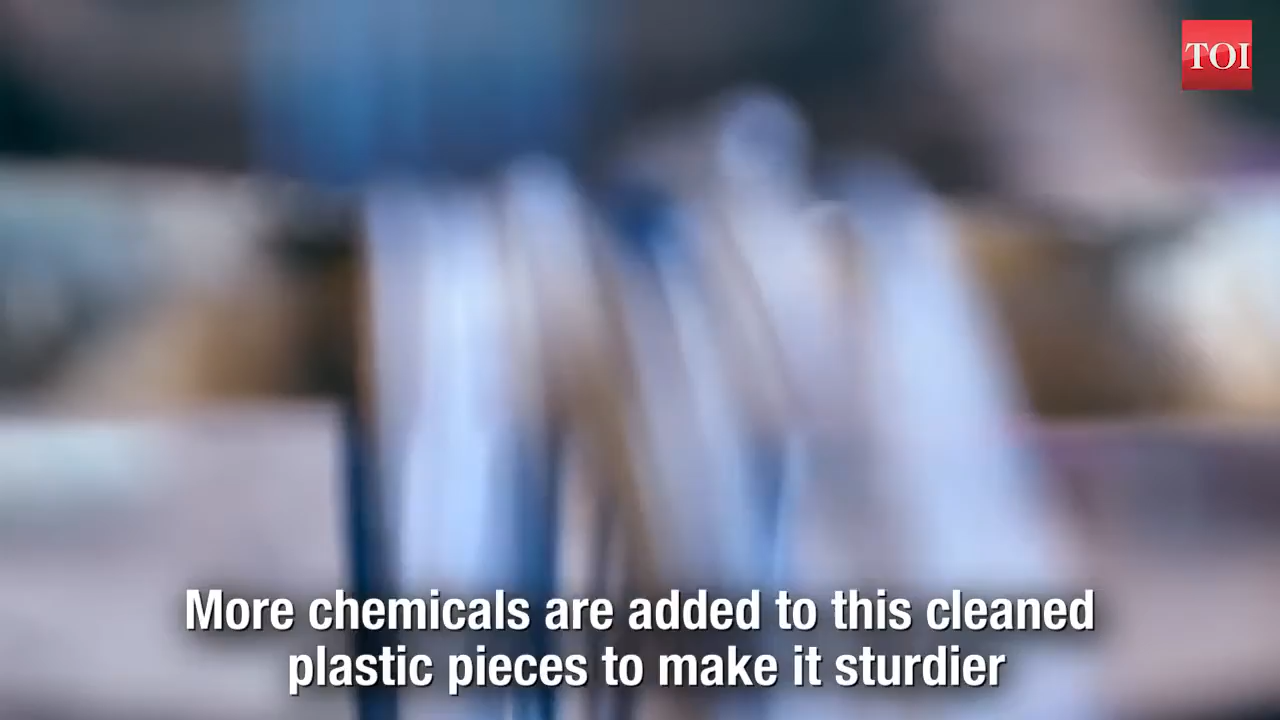 TOI
More chemicals are added to this cleaned
plastic pieces to make it sturdier